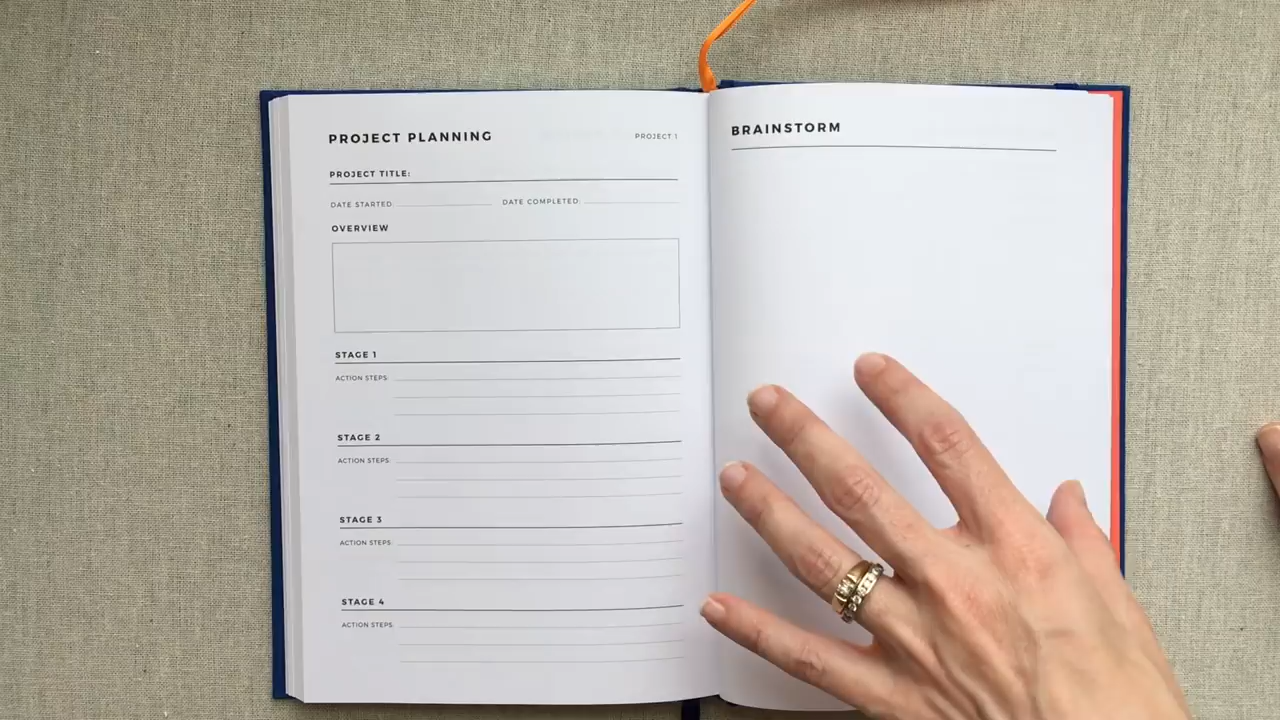 PROJECT PLANNING
PROJECT 1
PROJECT TITLE:
DATE STARTED: DATE COMPLETED:
OVERVIEW
STAGE 1
ACTION STEPS:
STAGE 2
ACTION STEPS:
STAGE 3
ACTION STEPS:
STAGE 4
ACTION STEPS:
BRAINSTORM